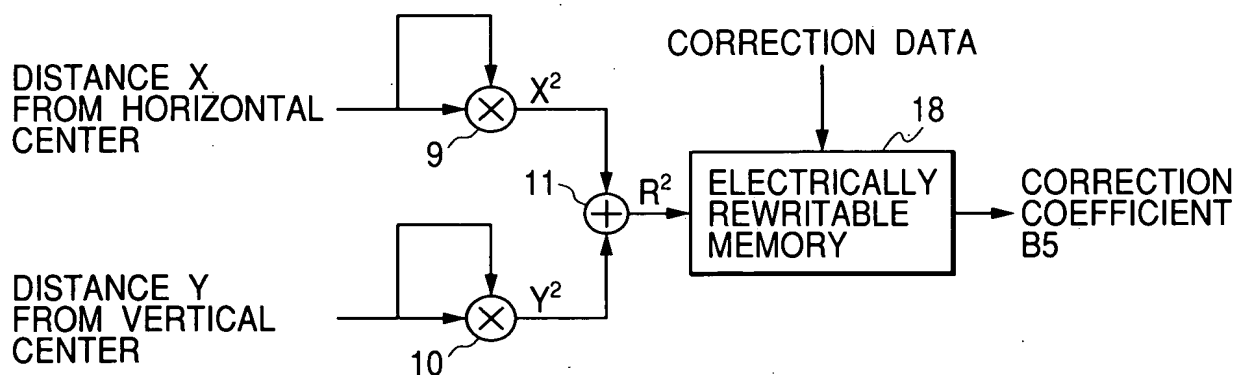 CORRECTION DATA
DISTANCE X
FROM HORIZONTAL
CENTER
X²
9
18
11
R²
ELECTRICALLY
REWRITABLE
MEMORY
CORRECTION
COEFFICIENT
B5
DISTANCE Y
FROM VERTICAL
CENTER
Y²
10